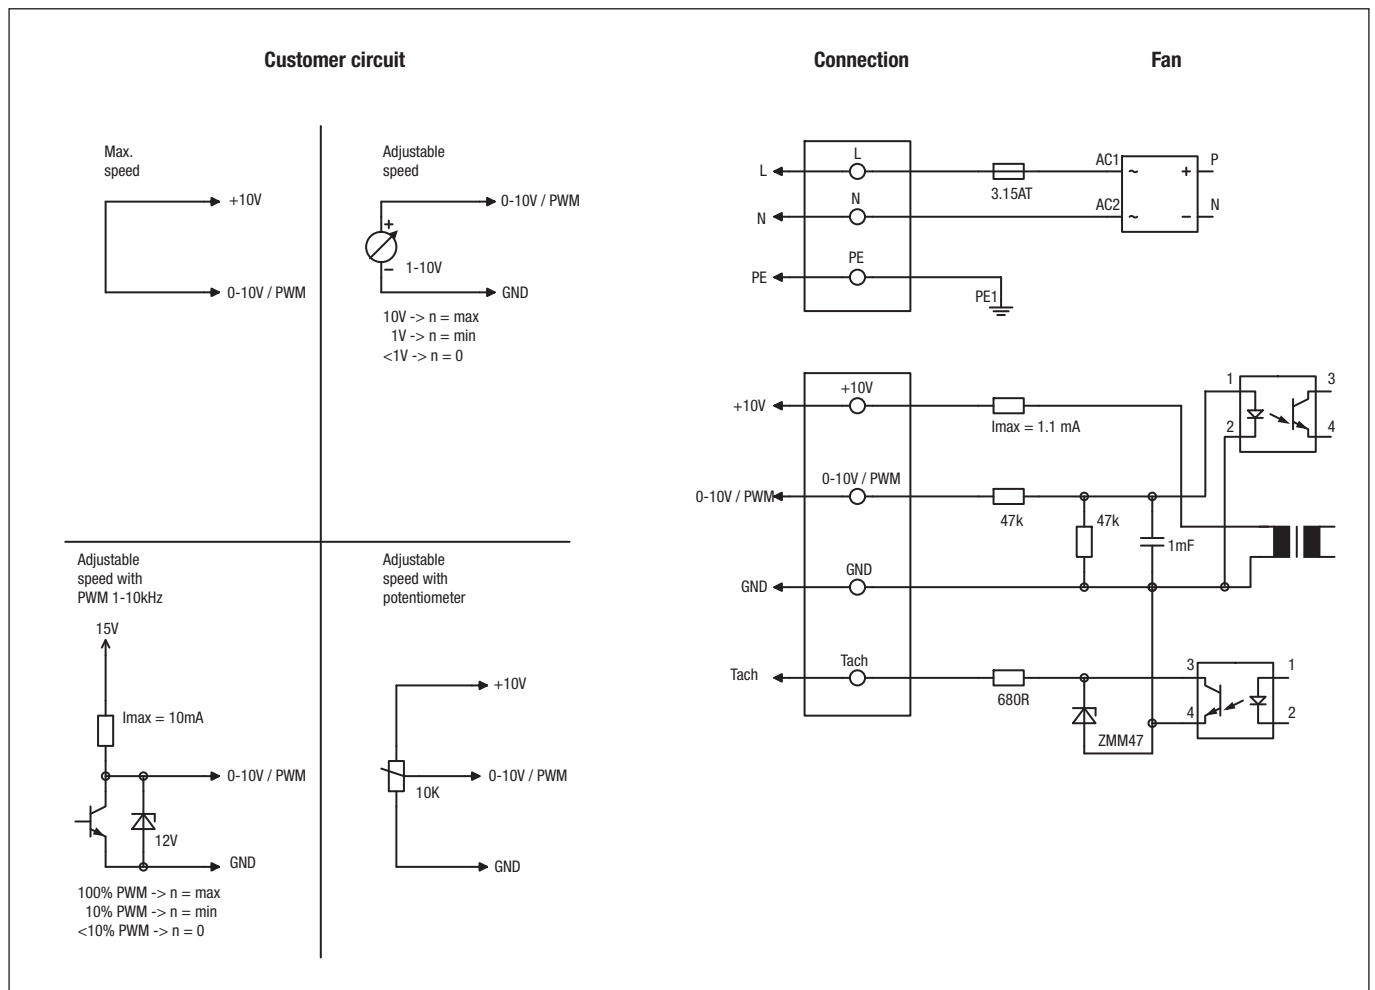 Customer circuit
Connection
Fan
Max.
speed
+10V
0-10V / PWM
Adjustable
speed
0-10V / PWM
+
–
1-10V
GND
10V -> n = max
1V -> n = min
<1V -> n = 0
Adjustable
speed with
PWM 1-10kHz
15V
Imax = 10mA
0-10V / PWM
12V
GND
100% PWM -> n = max
10% PWM -> n = min
<10% PWM -> n = 0
Adjustable
speed with
potentiometer
+10V
0-10V / PWM
10K
GND
L
L
3.15AT
AC1
~
+
P
N
N
AC2
~
–
N
PE
PE
PE1
+10V
+10V
Imax = 1.1 mA
1
3
2
4
0-10V / PWM
0-10V / PWM
47k
47k
1mF
GND
GND
Tach
Tach
680R
ZMM47
3
1
4
2